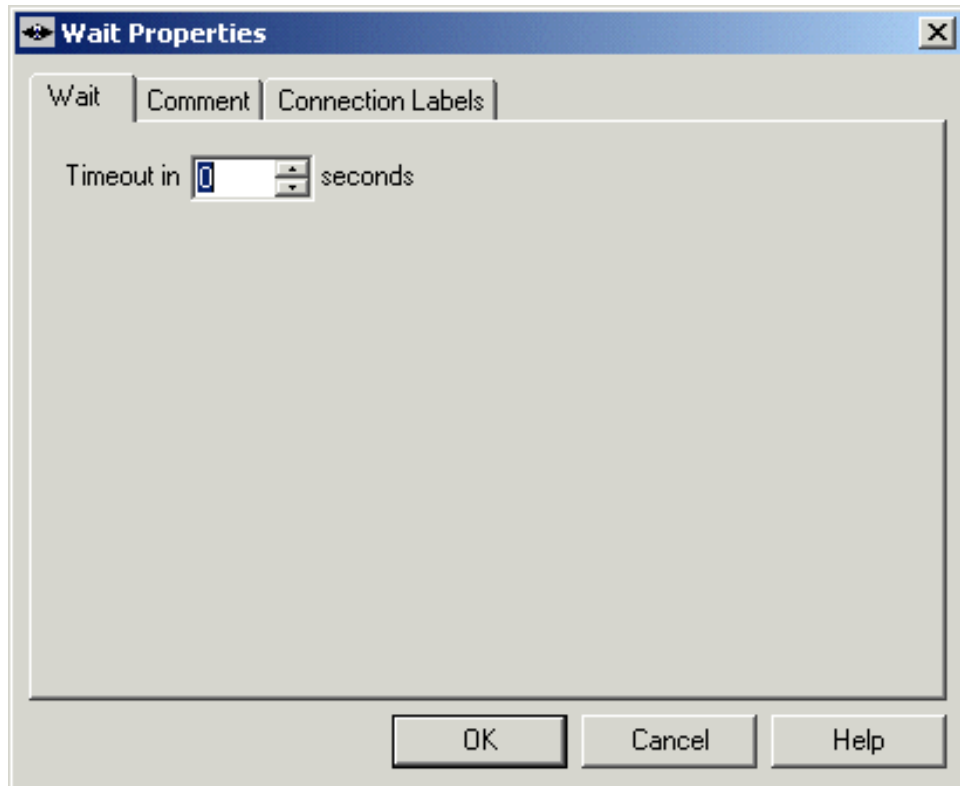 Wait Properties
Wait Comment Connection Labels
Timeout in 0 seconds
OK Cancel Help